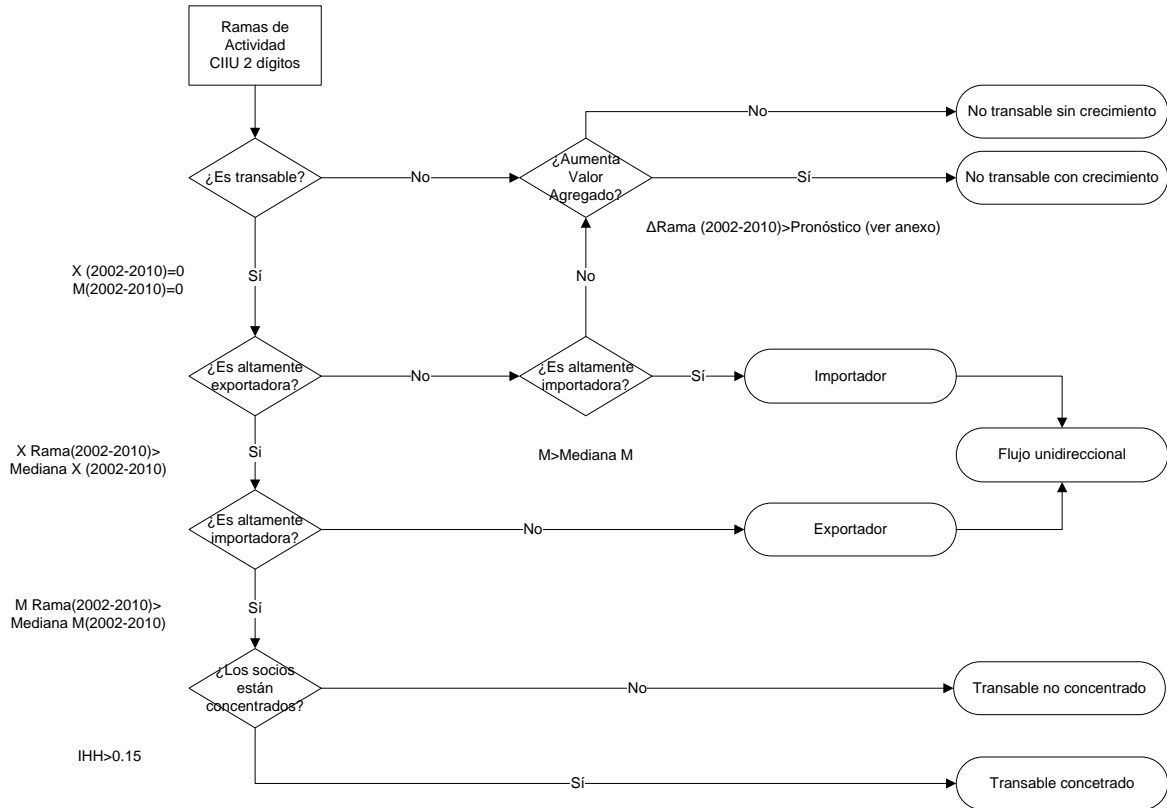 Ramas de
Actividad
CIIU 2 dígitos
No
No transable sin crecimiento
¿Es transable?
No
¿Aumenta
Valor
Agregado?
Sí
No transable con crecimiento
ΔRama (2002-2010)>Pronóstico (ver anexo)
X (2002-2010)=0
M(2002-2010)=0
Sí
No
¿Es altamente
exportadora?
No
¿Es altamente
importadora?
Sí
Importador
X Rama(2002-2010)>
Mediana X (2002-2010)
Si
M>Mediana M
Flujo unidireccional
¿Es altamente
importadora?
No
Exportador
M Rama(2002-2010)>
Mediana M(2002-2010)
Sí
¿Los socios
están
concentrados?
No
Transable no concentrado
IHH>0.15
Sí
Transable concetrado